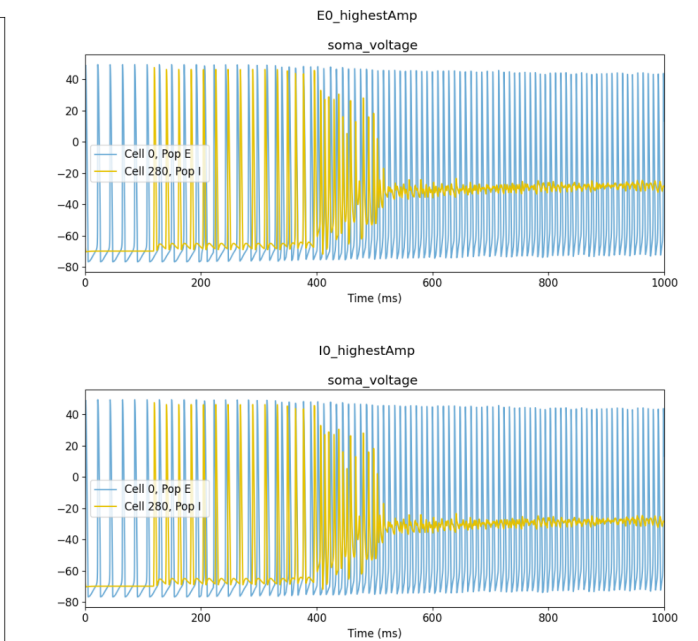 E0_highestAmp
soma_voltage
40
20
0
−20
−40
−60
−80
Cell 0, Pop E
Cell 280, Pop I
0 200 400 600 800 1000
Time (ms)
I0_highestAmp
soma_voltage
40
20
0
−20
−40
−60
−80
Cell 0, Pop E
Cell 280, Pop I
0 200 400 600 800 1000
Time (ms)